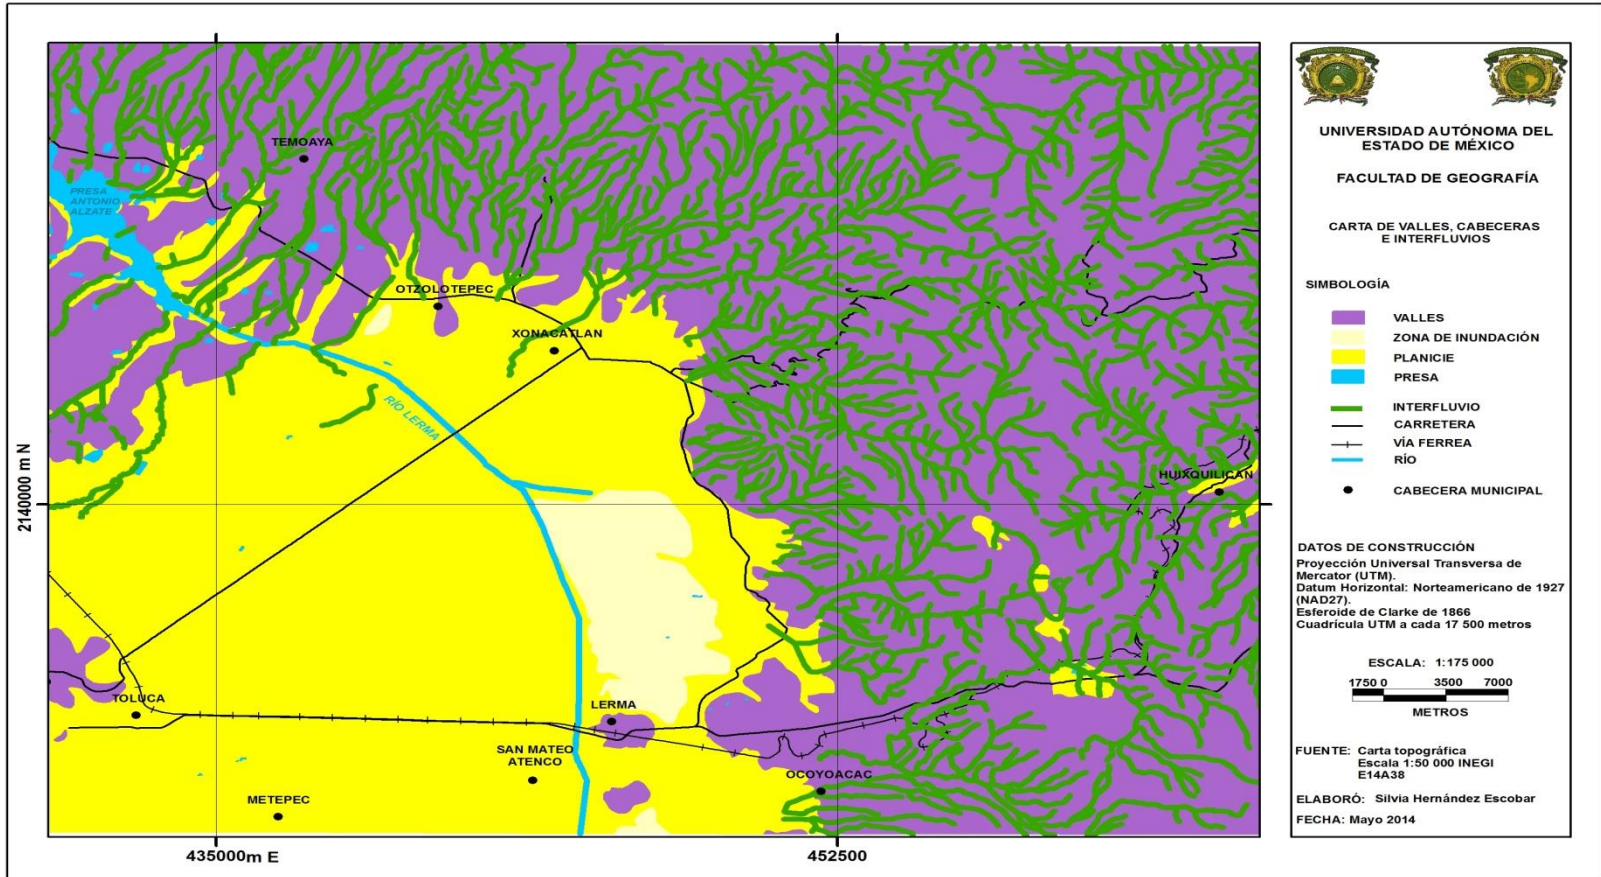 TEMOAYA
PRESA
ANTONIO
ALZATE
OTZOLOTEPEC
XONACATLAN
RÍO LERMA
HUIXQUILICAN
TOLUCA
LERMA
SAN MATEO
ATENCO
OCOYOACAC
METEPEC
2140000 m N
435000m E
452500
UNIVERSIDAD AUTÓNOMA DEL
ESTADO DE MÉXICO
FACULTAD DE GEOGRAFÍA
CARTA DE VALLES, CABECERAS
E INTERFLUVIOS
SIMBOLOGÍA
VALLES
ZONA DE INUNDACIÓN
PLANICIE
PRESA
INTERFLUVIO
CARRETERA
VÍA FERREA
RÍO
CABECERA MUNICIPAL
DATOS DE CONSTRUCCIÓN
Proyección Universal Transversa de
Mercator (UTM).
Datum Horizontal: Norteamericano de 1927
(NAD27).
Esferoide de Clarke de 1866
Cuadrícula UTM a cada 17 500 metros
ESCALA: 1:175 000
1750 0 3500 7000
METROS
FUENTE: Carta topográfica
Escala 1:50 000 INEGI
E14A38
ELABORÓ: Silvia Hernández Escobar
FECHA: Mayo 2014